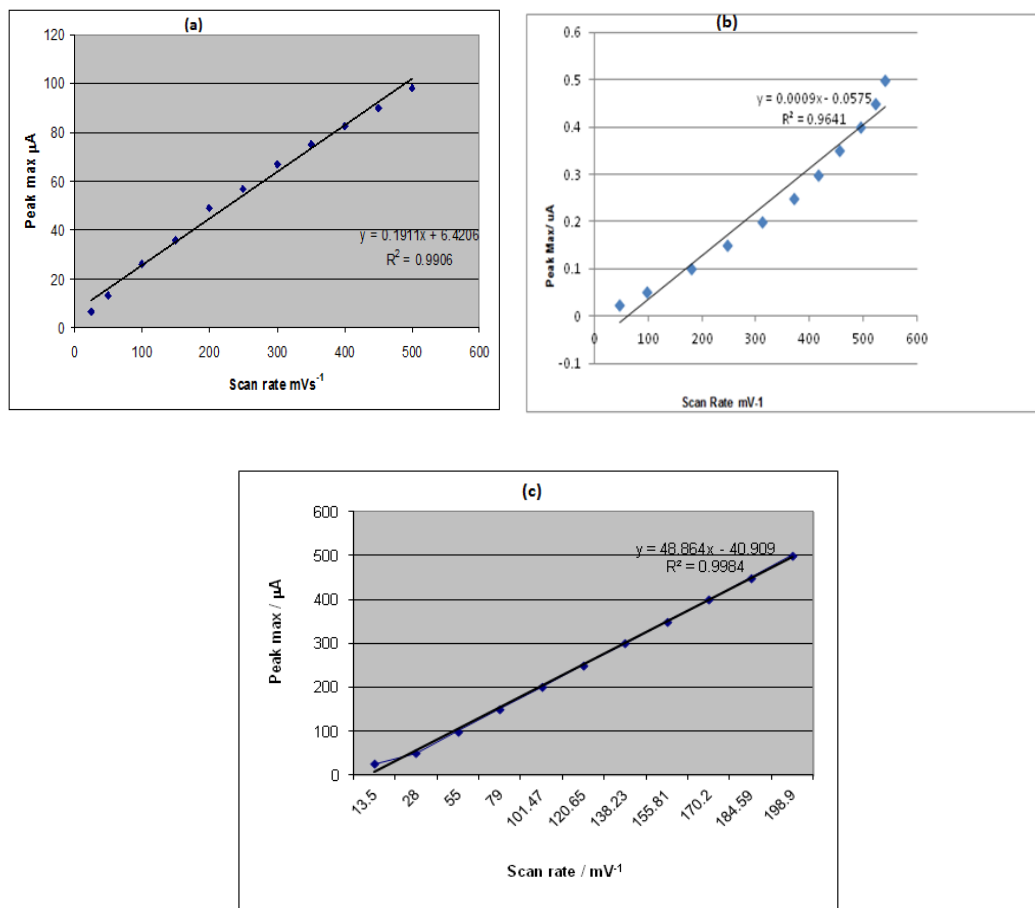 (a)
120
100
80
60
40
20
0
Peak max µA
y = 0.1911x + 6.4206
R² = 0.9906
0 100 200 300 400 500 600
Scan rate mVs⁻¹
(b)
0.6
0.5
0.4
0.3
0.2
0.1
0
-0.1
Peak Max/ uA
y = 0.0009x - 0.0575
R² = 0.9641
0 100 200 300 400 500 600
Scan Rate mV-1
(c)
600
500
400
300
200
100
0
Peak max / µA
y = 48.864x - 40.909
R² = 0.9984
13.5 28 55 79 101.47 120.65 138.23 155.81 170.2 184.59 198.9
Scan rate / mV⁻¹